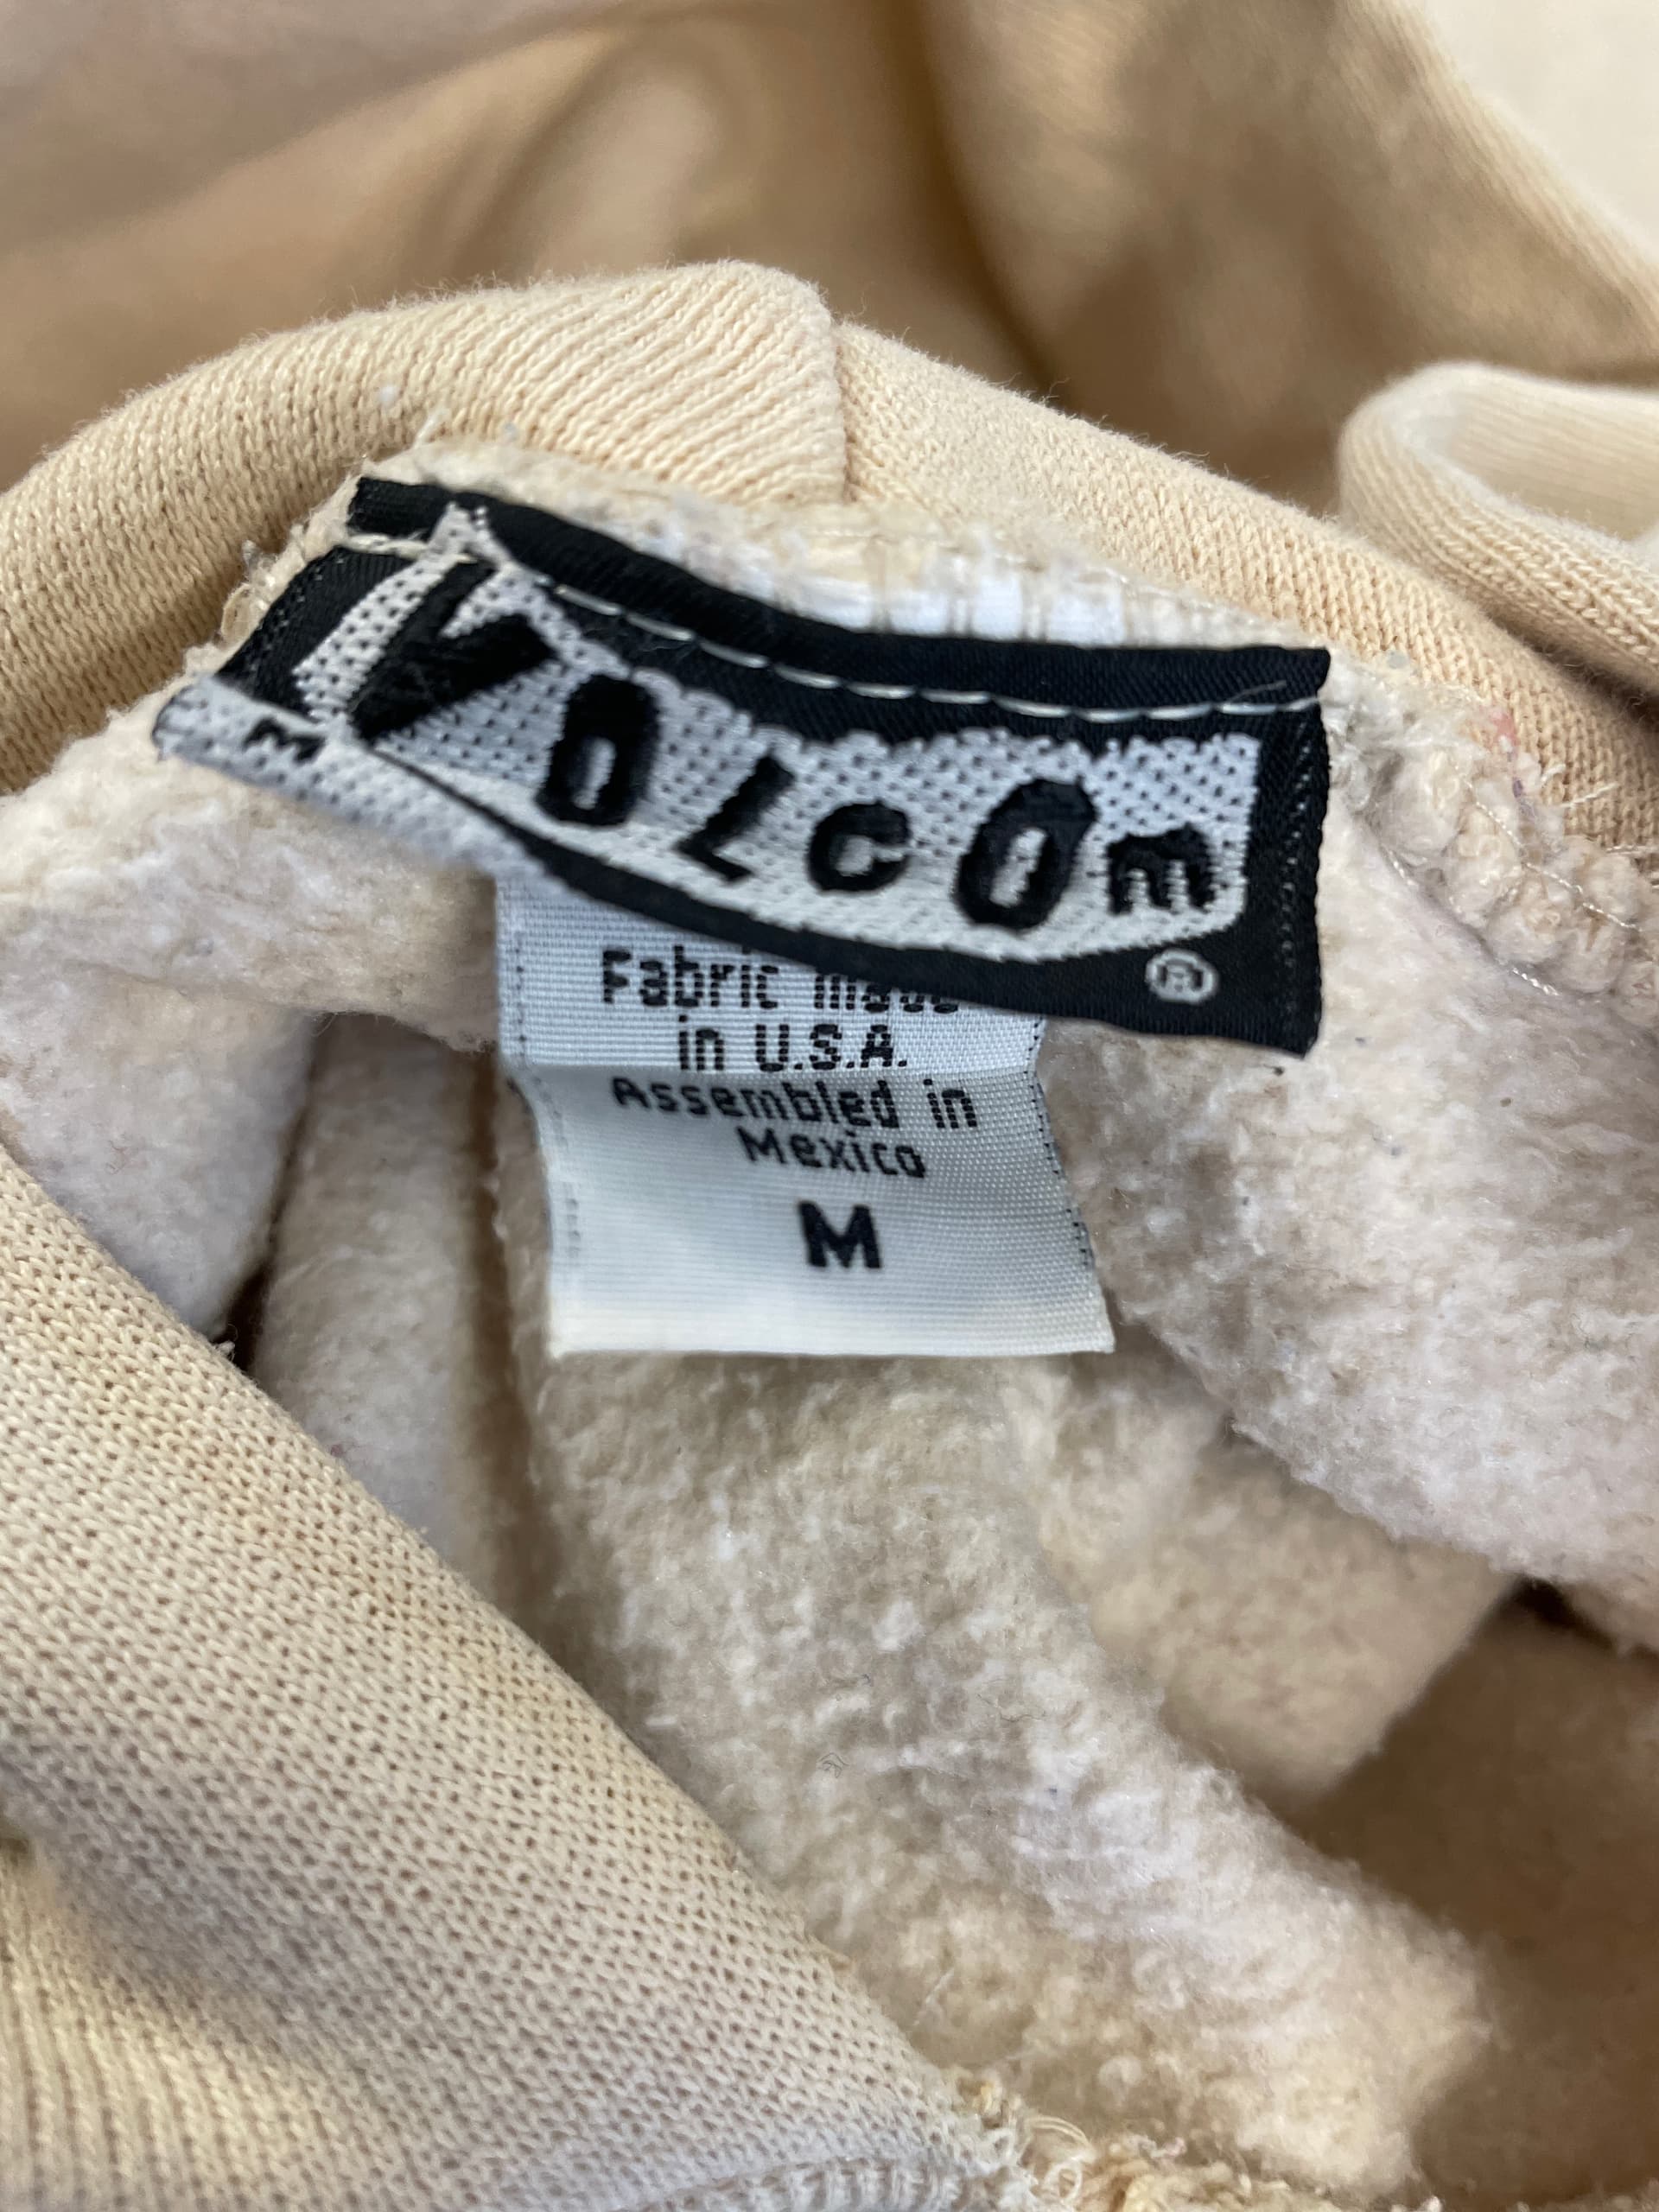 VOLCOM
®
M
Fabric made
in U.S.A.
Assembled in
Mexico
M